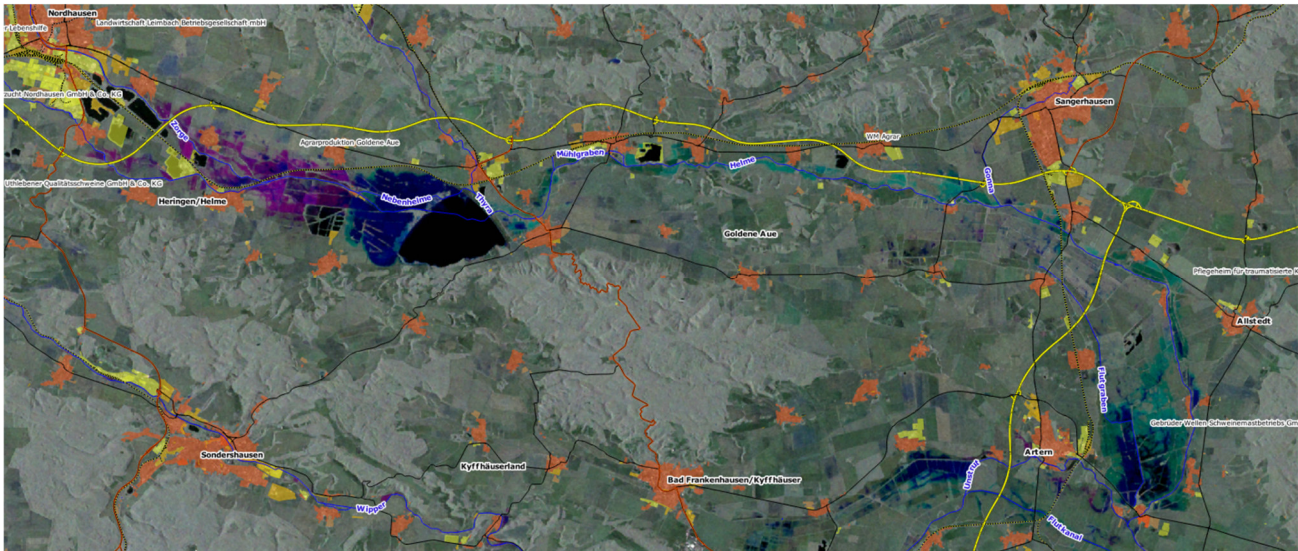 Nordhausen
Landwirtschaft Leimbach Betriebsgesellschaft mbH
r Lebenshilfe
zucht Nordhausen GmbH & Co. KG
Zorge
Sangerhausen
WM Agrar
Agrarproduktion Goldene Aue
Mühlgraben
Helme
Uthlebener Qualitätsschweine GmbH & Co. KG
Gonna
Heringen/Helme
Nebenhelme
Thyra
Goldene Aue
Pflegeheim für traumatisierte K
Allstedt
Flutgraben
Gebrüder Wellen Schweinemastbetriebs Gm
Sondershausen
Artern
Kyffhäuserland
Bad Frankenhausen/Kyffhäuser
Unstrut
Wipper
Flutkanal